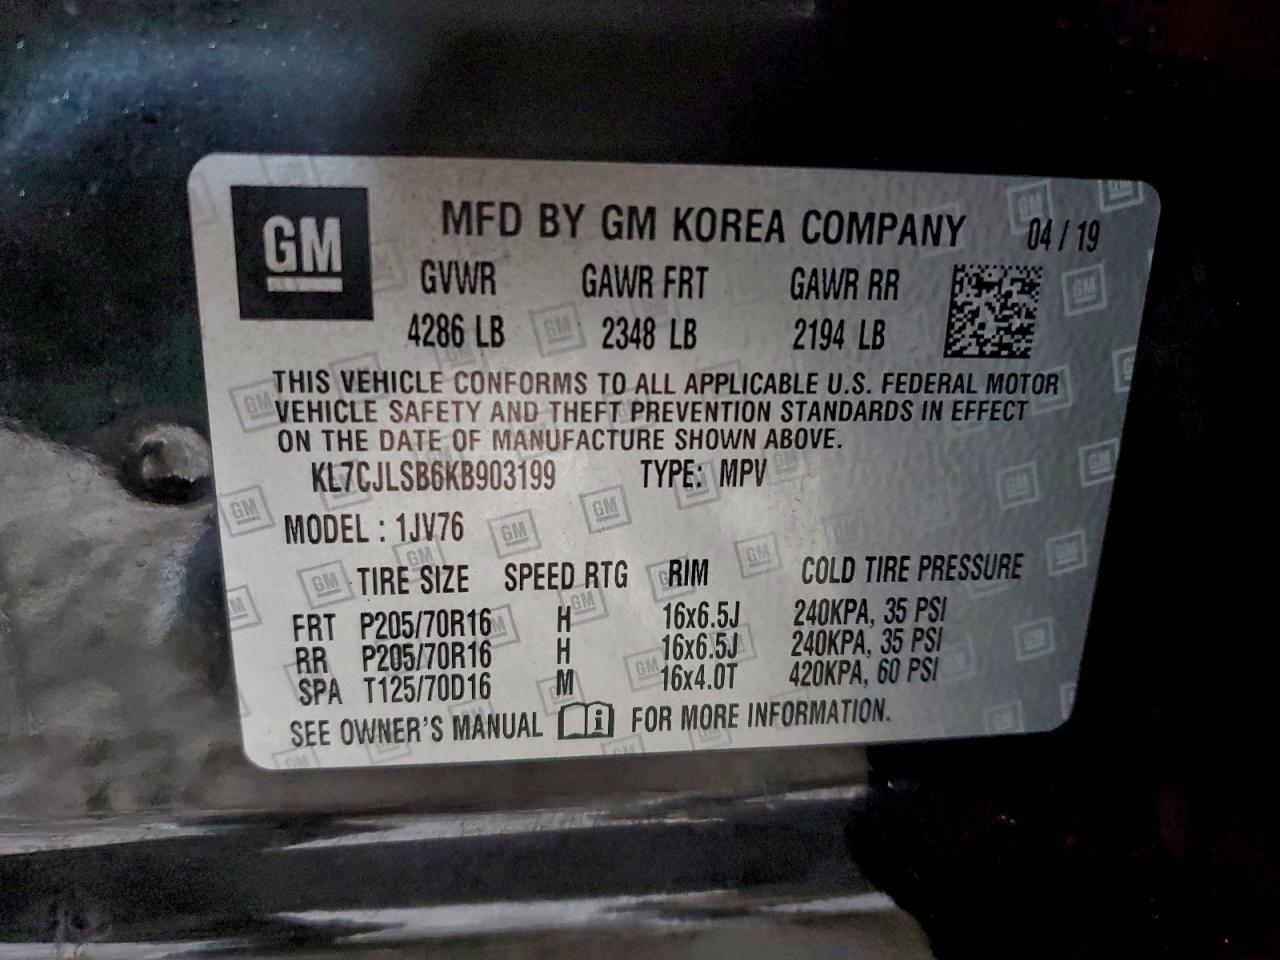 GM
MFD BY GM KOREA COMPANY 04 / 19
GVWR GAWR FRT GAWR RR
4286 LB 2348 LB 2194 LB
THIS VEHICLE CONFORMS TO ALL APPLICABLE U.S. FEDERAL MOTOR
VEHICLE SAFETY AND THEFT PREVENTION STANDARDS IN EFFECT
ON THE DATE OF MANUFACTURE SHOWN ABOVE.
KL7CJLSB6KB903199 TYPE: MPV
MODEL : 1JV76
TIRE SIZE SPEED RTG RIM COLD TIRE PRESSURE
FRT P205/70R16 H 16x6.5J 240KPA, 35 PSI
RR P205/70R16 H 16x6.5J 240KPA, 35 PSI
SPA T125/70D16 M 16x4.0T 420KPA, 60 PSI
SEE OWNER'S MANUAL i FOR MORE INFORMATION.